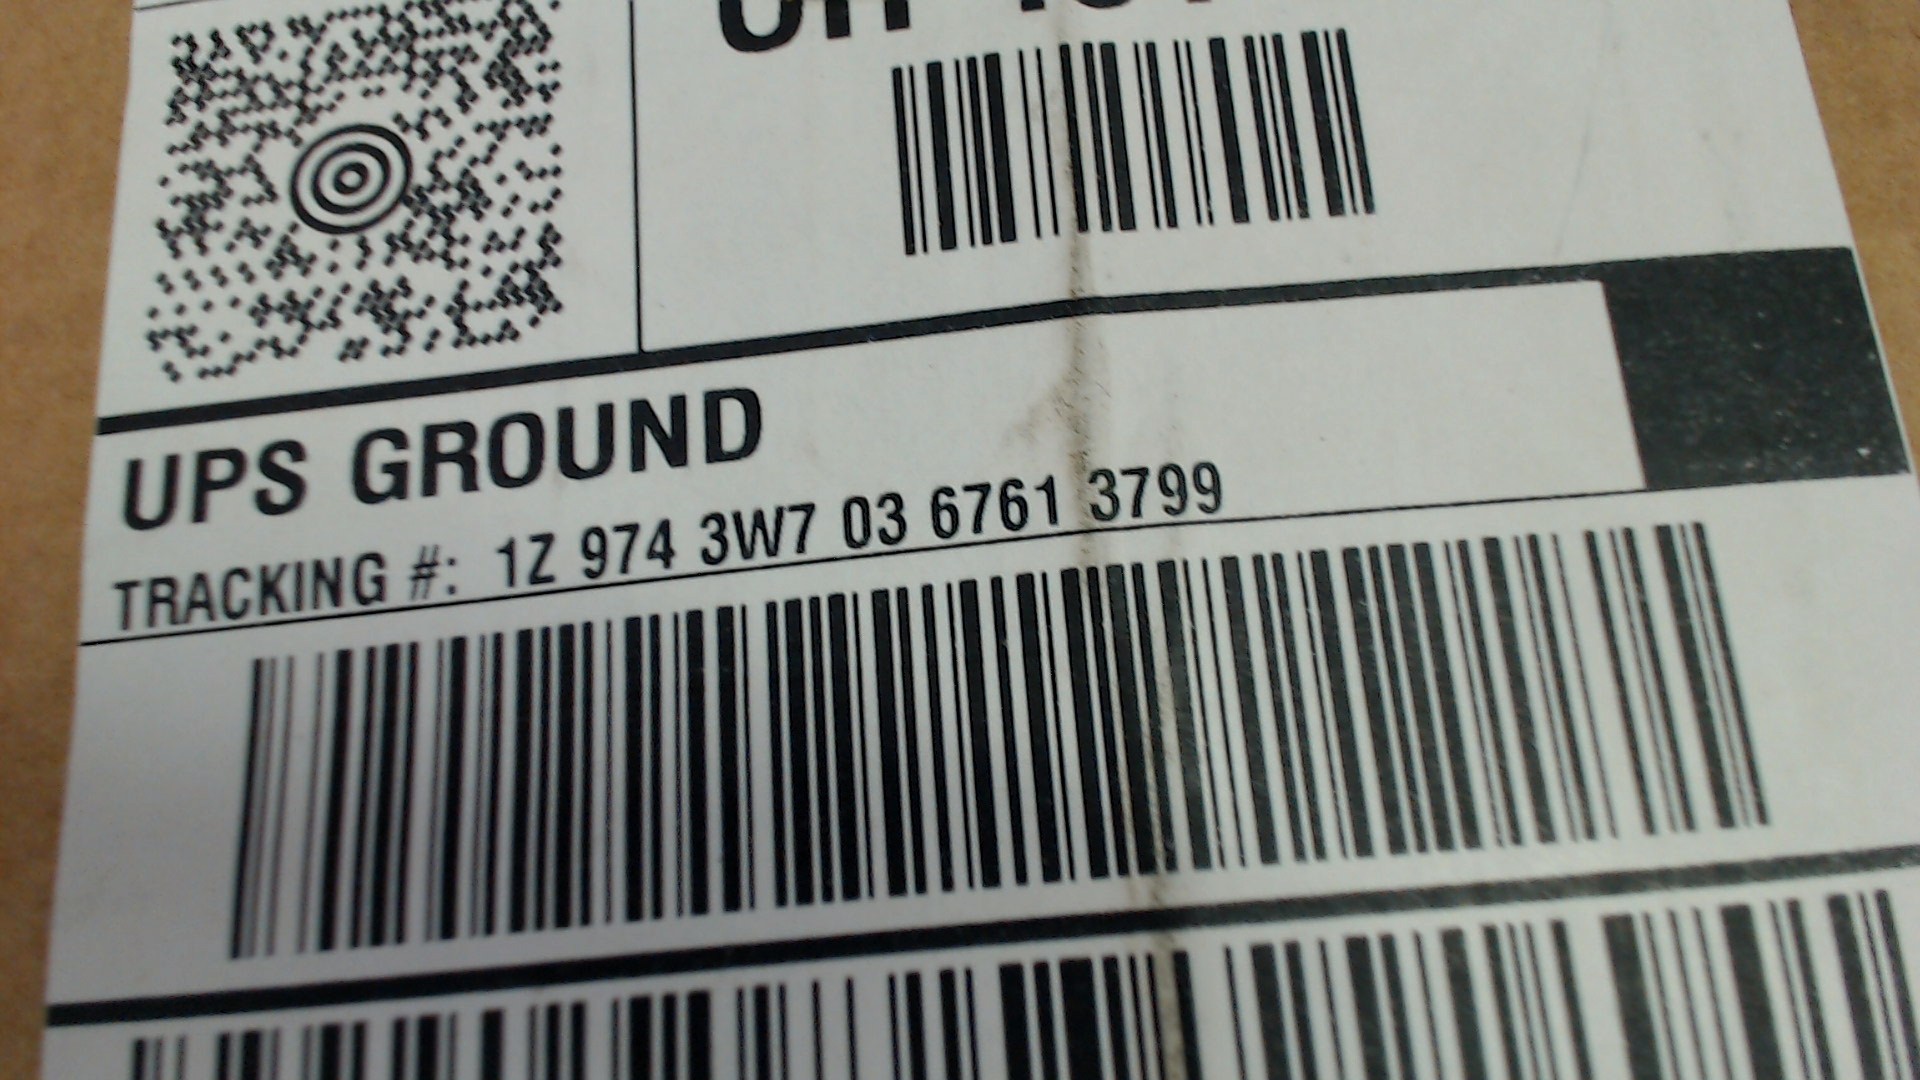 UPS GROUND
TRACKING #: 1Z 974 3W7 03 6761 3799